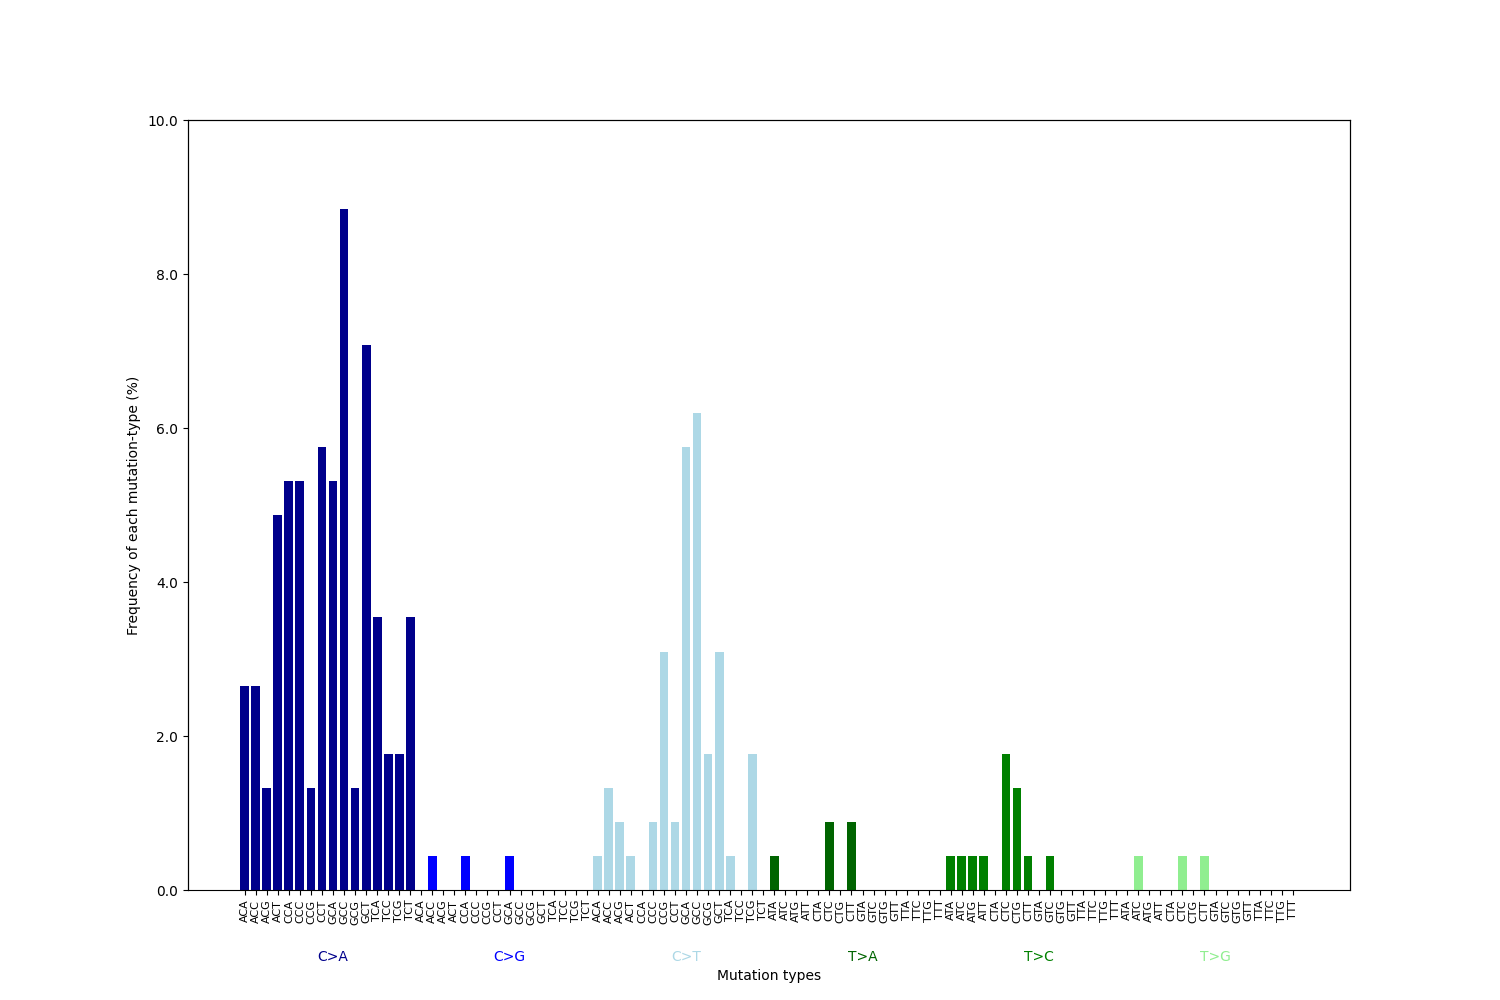 10.0
8.0
6.0
4.0
2.0
0.0
Frequency of each mutation-type (%)
ACA ACC ACG ACT CCA CCC CCG CCT GCA GCC GCG GCT TCA TCC TCG TCT ACA ACC ACG ACT CCA CCC CCG CCT GCA GCC GCG GCT TCA TCC TCG TCT ACA ACC ACG ACT CCA CCC CCG CCT GCA GCC GCG GCT TCA TCC TCG TCT ATA ATC ATG ATT CTA CTC CTG CTT GTA GTC GTG GTT TTA TTC TTG TTT ATA ATC ATG ATT CTA CTC CTG CTT GTA GTC GTG GTT TTA TTC TTG TTT ATA ATC ATG ATT CTA CTC CTG CTT GTA GTC GTG GTT TTA TTC TTG TTT
C>A C>G C>T T>A T>C T>G
Mutation types